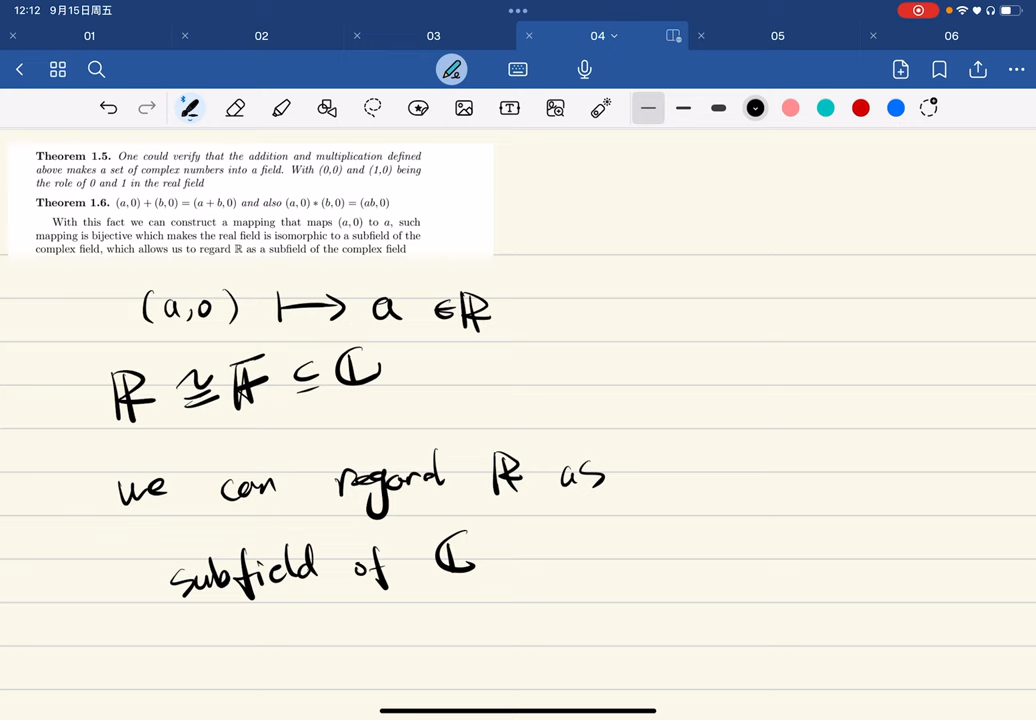 12:12 9月15日周五
01 02 03 04 05 06
Theorem 1.5. One could verify that the addition and multiplication defined
above makes a set of complex numbers into a field. With (0,0) and (1,0) being
the role of 0 and 1 in the real field
Theorem 1.6. (a, 0) + (b, 0) = (a + b, 0) and also (a, 0) ∗ (b, 0) = (ab, 0)
With this fact we can construct a mapping that maps (a, 0) to a, such
mapping is bijective which makes the real field is isomorphic to a subfield of the
complex field, which allows us to regard ℝ as a subfield of the complex field
(a,0) ⟼ a ∈ℝ
ℝ ≅ 𝔽 ⊆ ℂ
we can regard ℝ as
subfield of ℂ